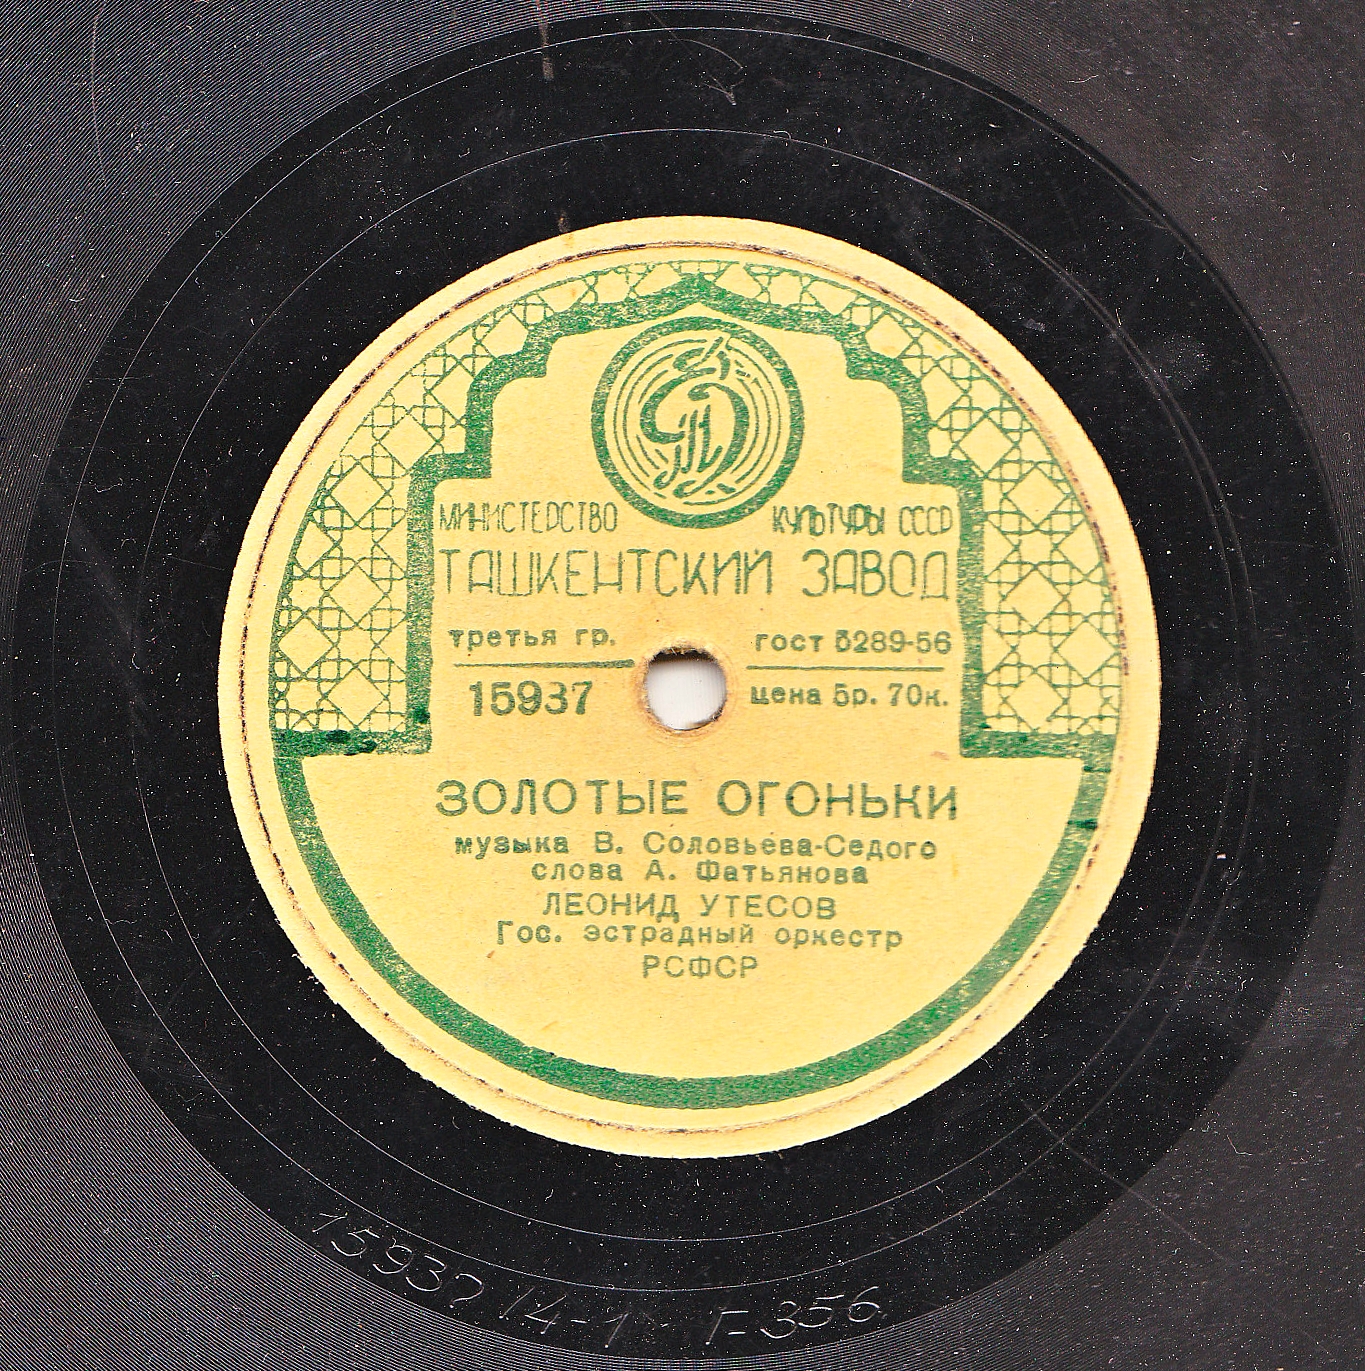 МИНИСТЕРСТВО КУЛЬТУРЫ СССР
ТАШКЕНТСКИЙ ЗАВОД
третья гр. гост 5289-56
15937 цена 5р. 70к.
ЗОЛОТЫЕ ОГОНЬКИ
музыка В. Соловьева-Седого
слова А. Фатьянова
ЛЕОНИД УТЕСОВ
Гос. эстрадный оркестр
РСФСР
15937 14-1 Г-356